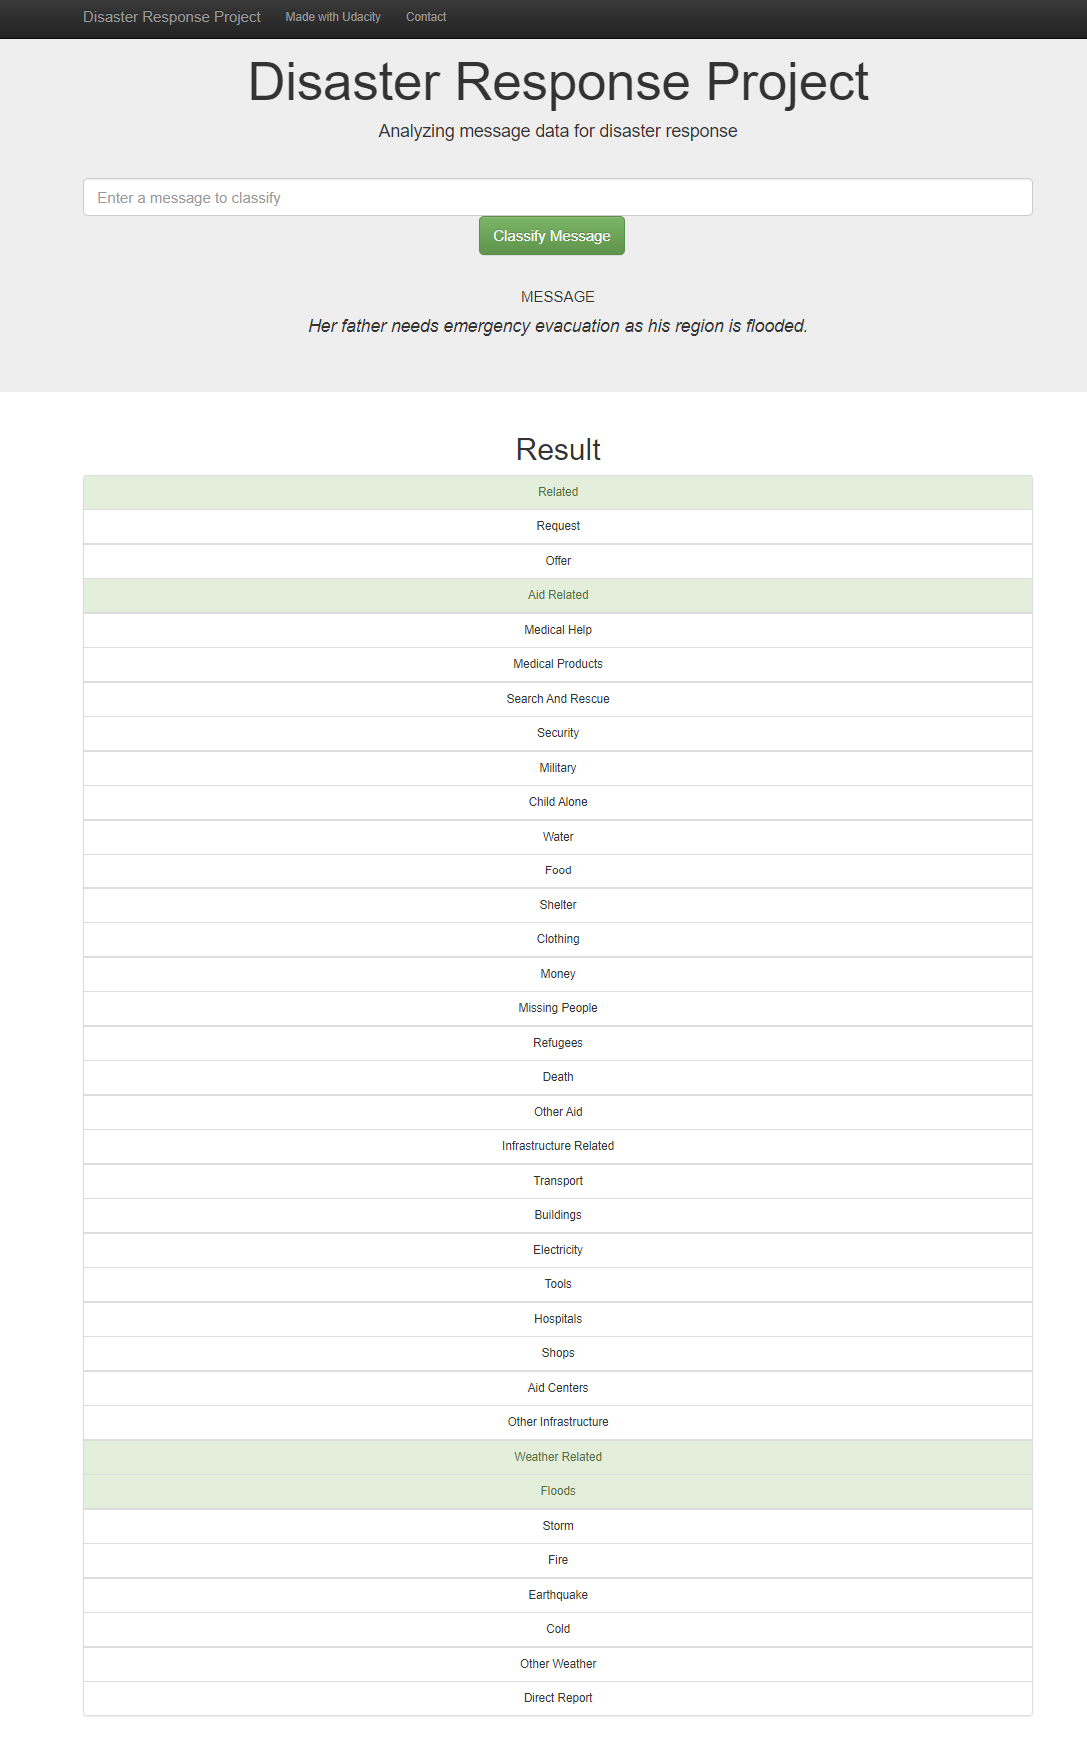 Disaster Response Project Made with Udacity Contact
Disaster Response Project
Analyzing message data for disaster response
Enter a message to classify
Classify Message
MESSAGE
Her father needs emergency evacuation as his region is flooded.
Result
Related
Request
Offer
Aid Related
Medical Help
Medical Products
Search And Rescue
Security
Military
Child Alone
Water
Food
Shelter
Clothing
Money
Missing People
Refugees
Death
Other Aid
Infrastructure Related
Transport
Buildings
Electricity
Tools
Hospitals
Shops
Aid Centers
Other Infrastructure
Weather Related
Floods
Storm
Fire
Earthquake
Cold
Other Weather
Direct Report